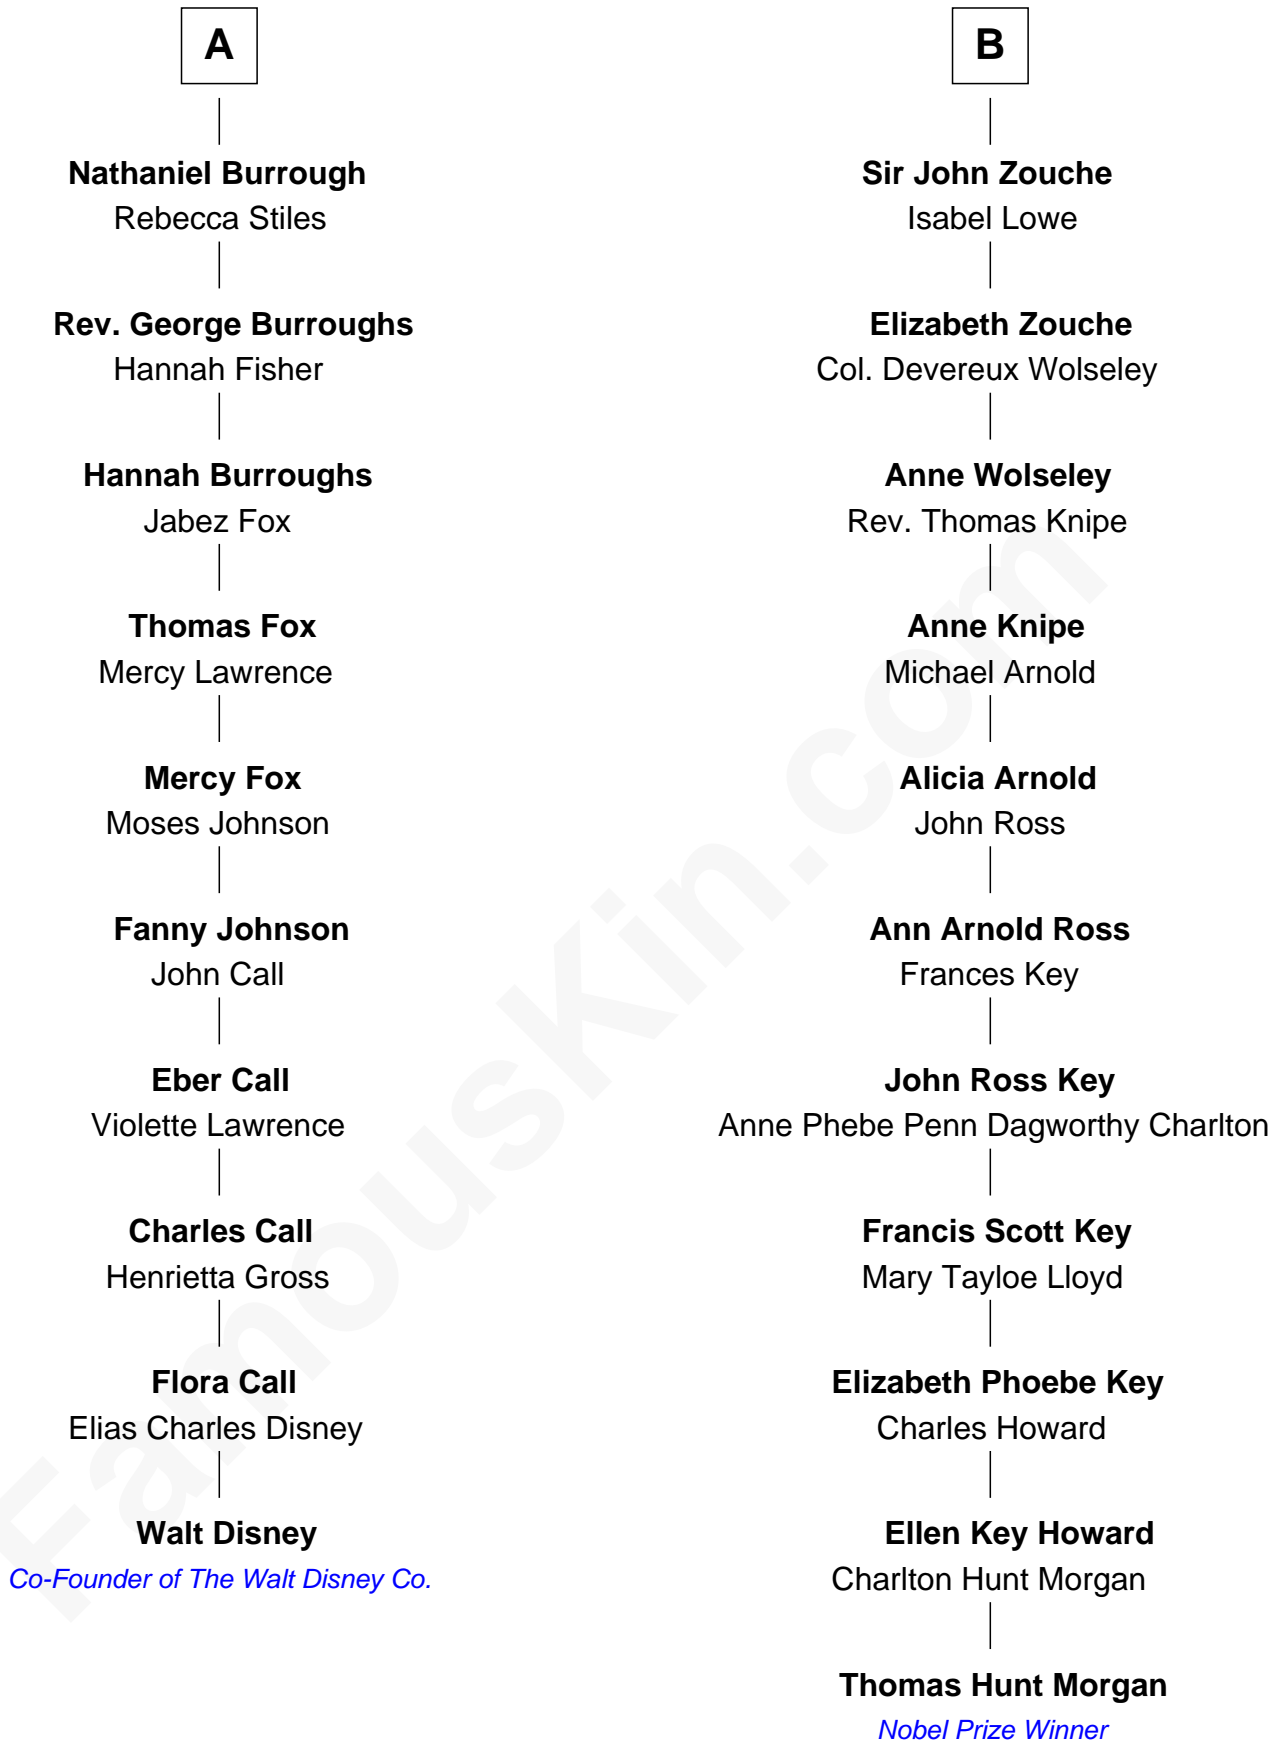 A
Nathaniel Burrough
Rebecca Stiles
Rev. George Burroughs
Hannah Fisher
Hannah Burroughs
Jabez Fox
Thomas Fox
Mercy Lawrence
Mercy Fox
Moses Johnson
Fanny Johnson
John Call
Eber Call
Violette Lawrence
Charles Call
Henrietta Gross
Flora Call
Elias Charles Disney
Walt Disney
Co-Founder of The Walt Disney Co.
B
Sir John Zouche
Isabel Lowe
Elizabeth Zouche
Col. Devereux Wolseley
Anne Wolseley
Rev. Thomas Knipe
Anne Knipe
Michael Arnold
Alicia Arnold
John Ross
Ann Arnold Ross
Frances Key
John Ross Key
Anne Phebe Penn Dagworthy Charlton
Francis Scott Key
Mary Tayloe Lloyd
Elizabeth Phoebe Key
Charles Howard
Ellen Key Howard
Charlton Hunt Morgan
Thomas Hunt Morgan
Nobel Prize Winner
FamousKin.com